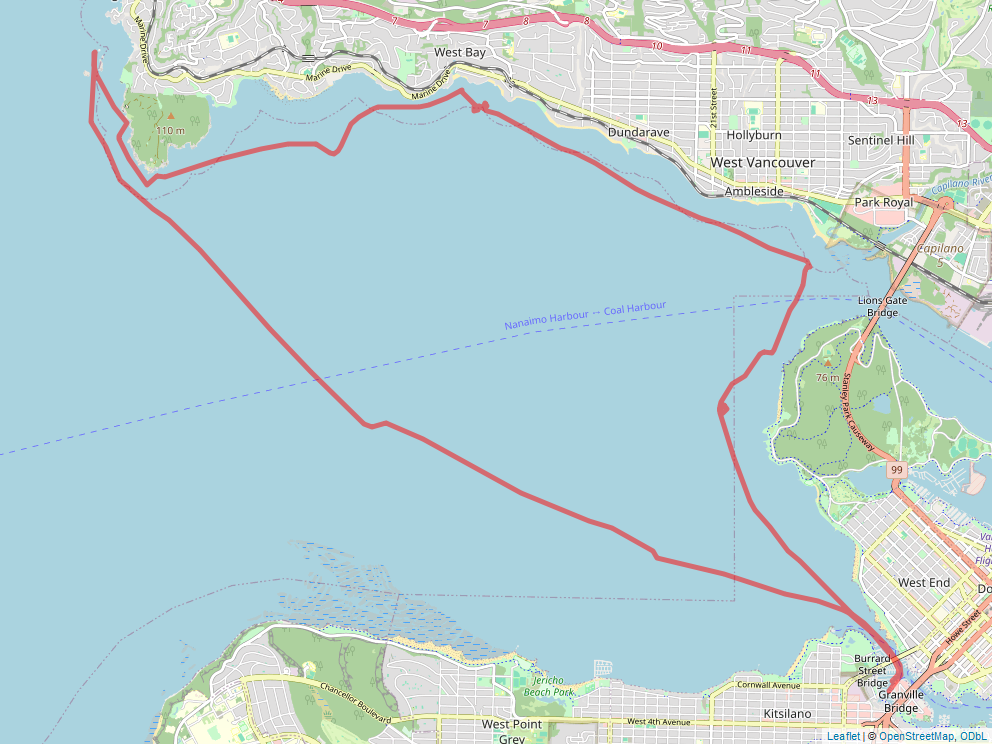 7
7
8
8
10
11
11
13
13
Marine Drive
West Bay
Marine Drive
Marine Drive
110 m
21st Street
Dundarave
Hollyburn
Sentinel Hill
West Vancouver
Ambleside
Park Royal
Capilano River
Capilano
5
Nanaimo Harbour -- Coal Harbour
Lions Gate
Bridge
76 m
Stanley Park Causeway
99
West End
Howe Street
Burrard
Street
Bridge
Granville
Bridge
Jericho
Beach Park
Cornwall Avenue
Chancellor Boulevard
West Point
Grey
West 4th Avenue
Kitsilano
Leaflet | © OpenStreetMap, ODbL